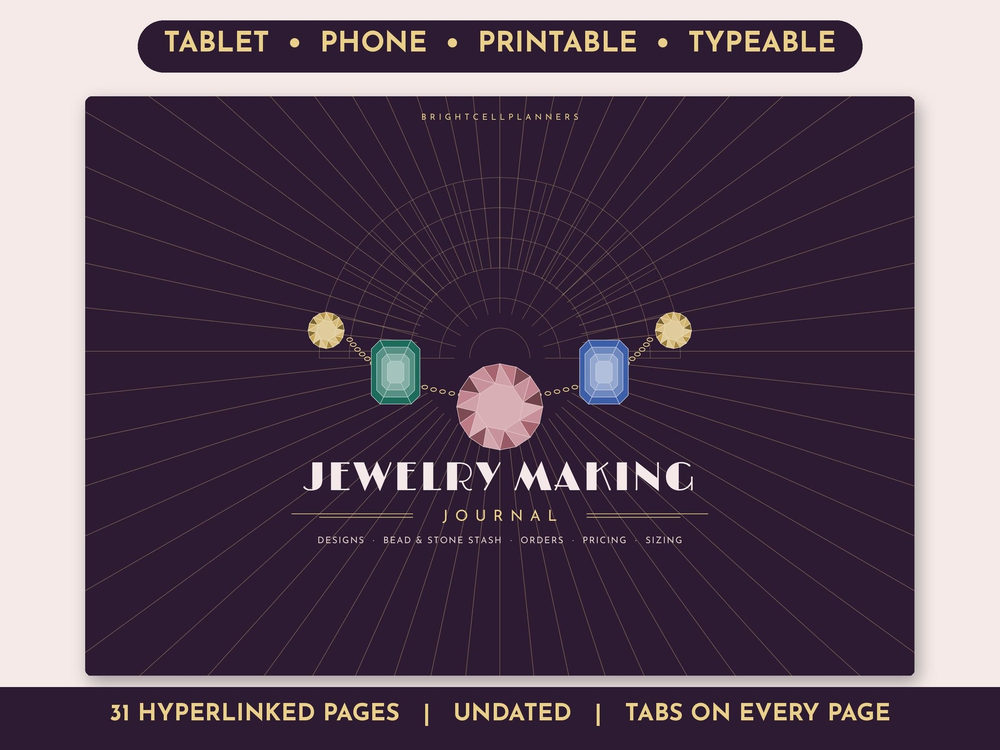 TABLET • PHONE • PRINTABLE • TYPEABLE
BRIGHTCELLPLANNERS
JEWELRY MAKING
JOURNAL
DESIGNS · BEAD & STONE STASH · ORDERS · PRICING · SIZING
31 HYPERLINKED PAGES | UNDATED | TABS ON EVERY PAGE